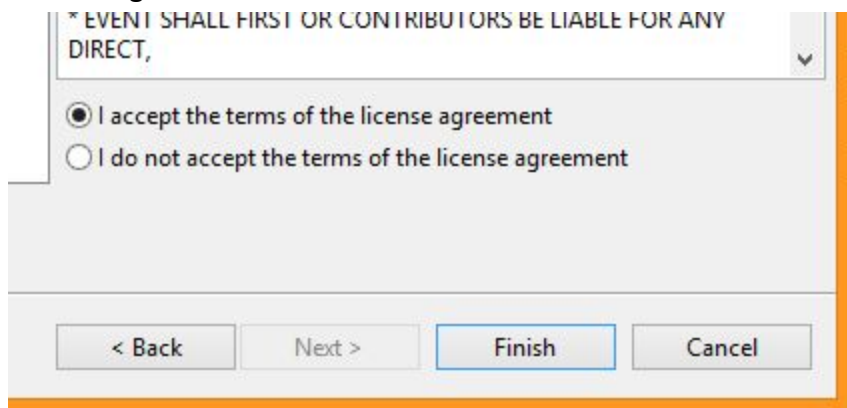 * EVENT SHALL FIRST OR CONTRIBUTORS BE LIABLE FOR ANY
DIRECT,
I accept the terms of the license agreement
I do not accept the terms of the license agreement
< Back Next > Finish Cancel